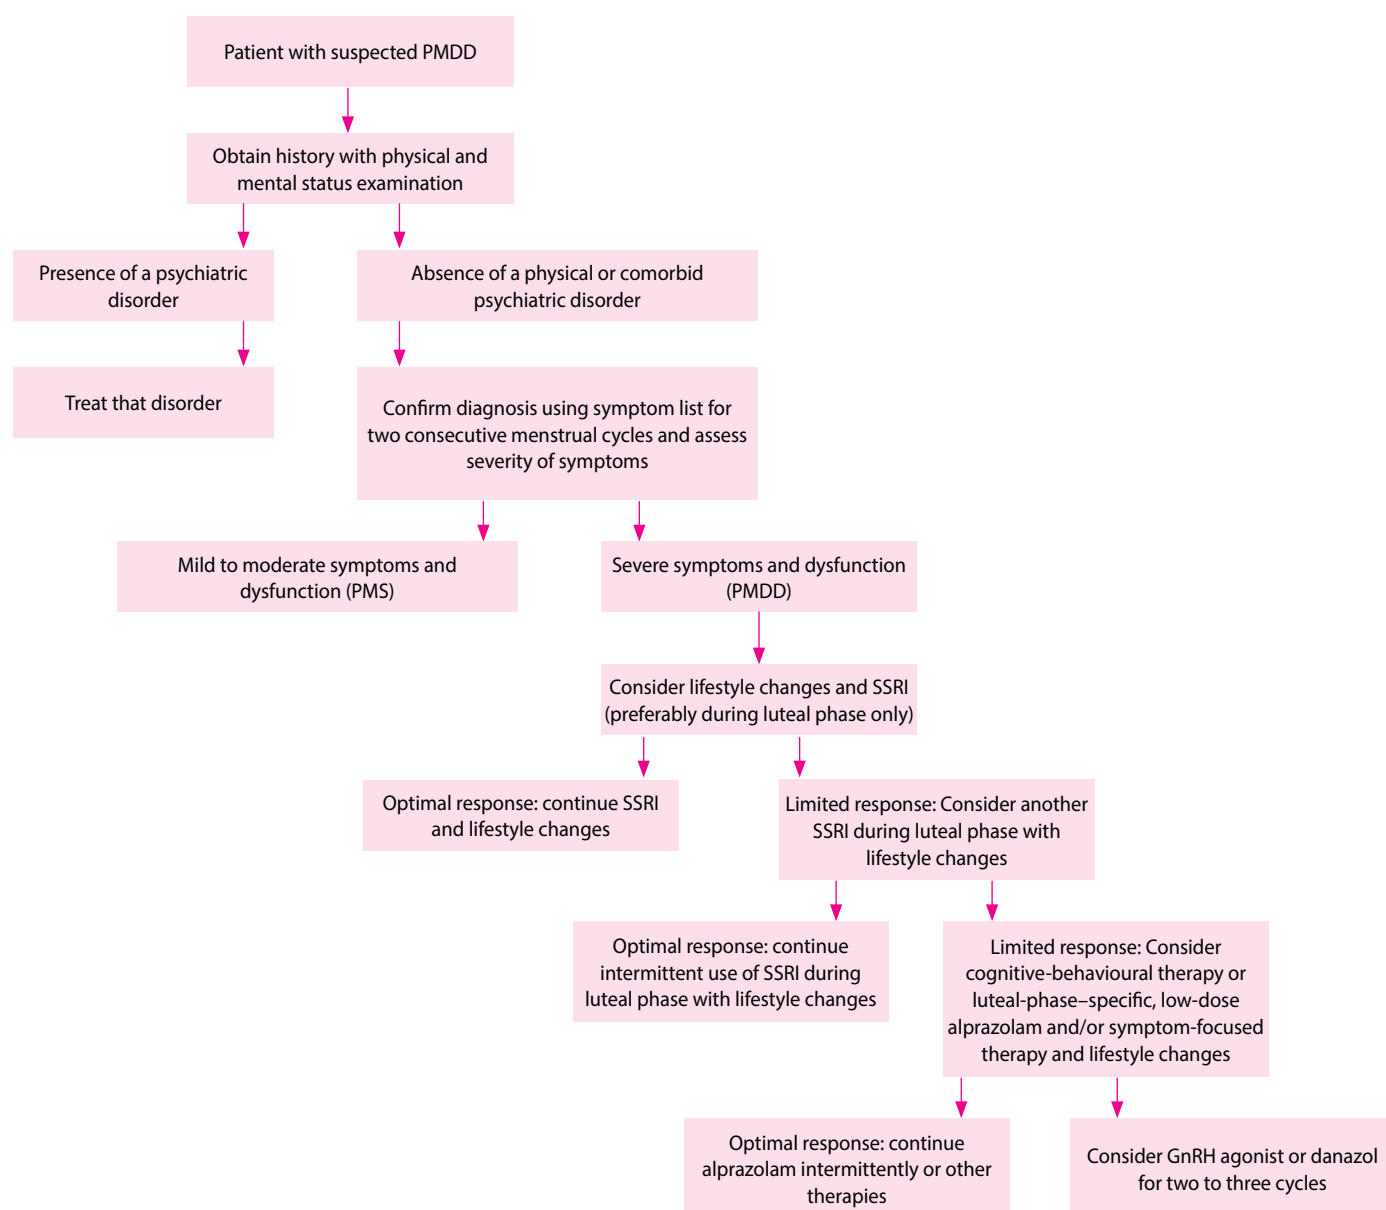 Patient with suspected PMDD
Obtain history with physical and
mental status examination
Presence of a psychiatric
disorder
Absence of a physical or comorbid
psychiatric disorder
Treat that disorder
Confirm diagnosis using symptom list for
two consecutive menstrual cycles and assess
severity of symptoms
Mild to moderate symptoms and
dysfunction (PMS)
Severe symptoms and dysfunction
(PMDD)
Consider lifestyle changes and SSRI
(preferably during luteal phase only)
Optimal response: continue SSRI
and lifestyle changes
Limited response: Consider another
SSRI during luteal phase with
lifestyle changes
Optimal response: continue
intermittent use of SSRI during
luteal phase with lifestyle changes
Limited response: Consider
cognitive-behavioural therapy or
luteal-phase–specific, low-dose
alprazolam and/or symptom-focused
therapy and lifestyle changes
Optimal response: continue
alprazolam intermittently or other
therapies
Consider GnRH agonist or danazol
for two to three cycles